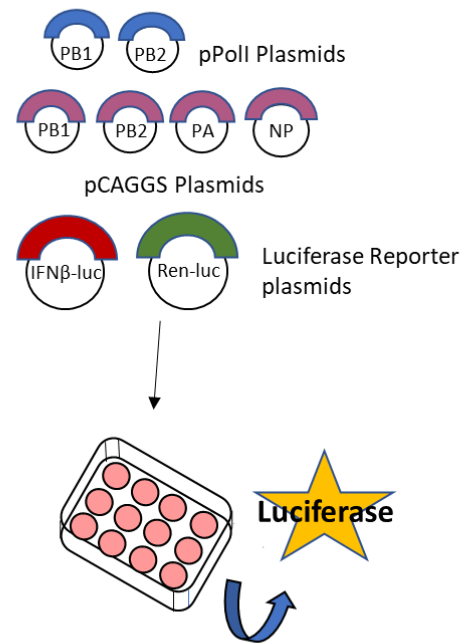 PB1 PB2 pPolI Plasmids
PB1 PB2 PA NP
pCAGGS Plasmids
IFNβ-luc Ren-luc Luciferase Reporter
plasmids
Luciferase